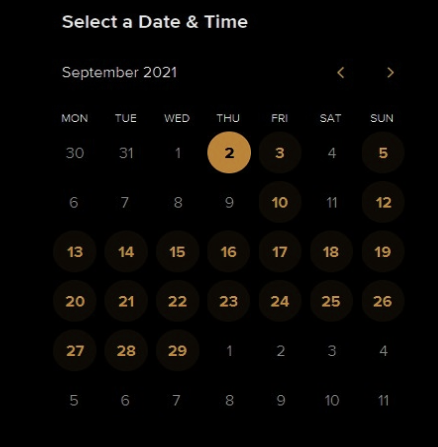 Select a Date & Time
September 2021
MON TUE WED THU FRI SAT SUN
30 31 1 2 3 4 5
6 7 8 9 10 11 12
13 14 15 16 17 18 19
20 21 22 23 24 25 26
27 28 29 1 2 3 4
5 6 7 8 9 10 11